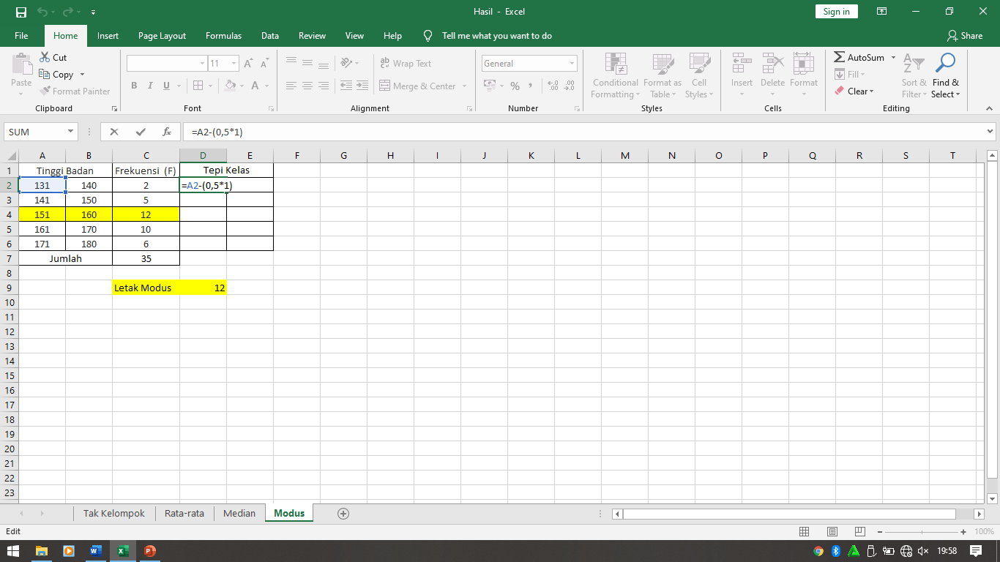 Hasil - Excel
Sign in
File Home Insert Page Layout Formulas Data Review View Help Tell me what you want to do Share
Paste
Cut
Copy
Format Painter
Clipboard
11
A A
B I U A
Font
ab Wrap Text
Merge & Center
Alignment
General
% , .00 .0
Number
Conditional Formatting
Format as Table
Cell Styles
Styles
Insert Delete Format
Cells
AutoSum
Fill
Clear
Sort & Filter
Find & Select
Editing
SUM fx =A2-(0,5*1)
A B C D E F G H I J K L M N O P Q R S T
1 Tinggi Badan Frekuensi (F) Tepi Kelas
2 131 140 2 =A2-(0,5*1)
3 141 150 5
4 151 160 12
5 161 170 10
6 171 180 6
7 Jumlah 35
8
9 Letak Modus 12
10
11
12
13
14
15
16
17
18
19
20
21
22
23
Tak Kelompok Rata-rata Median Modus
Edit 100%
19:58